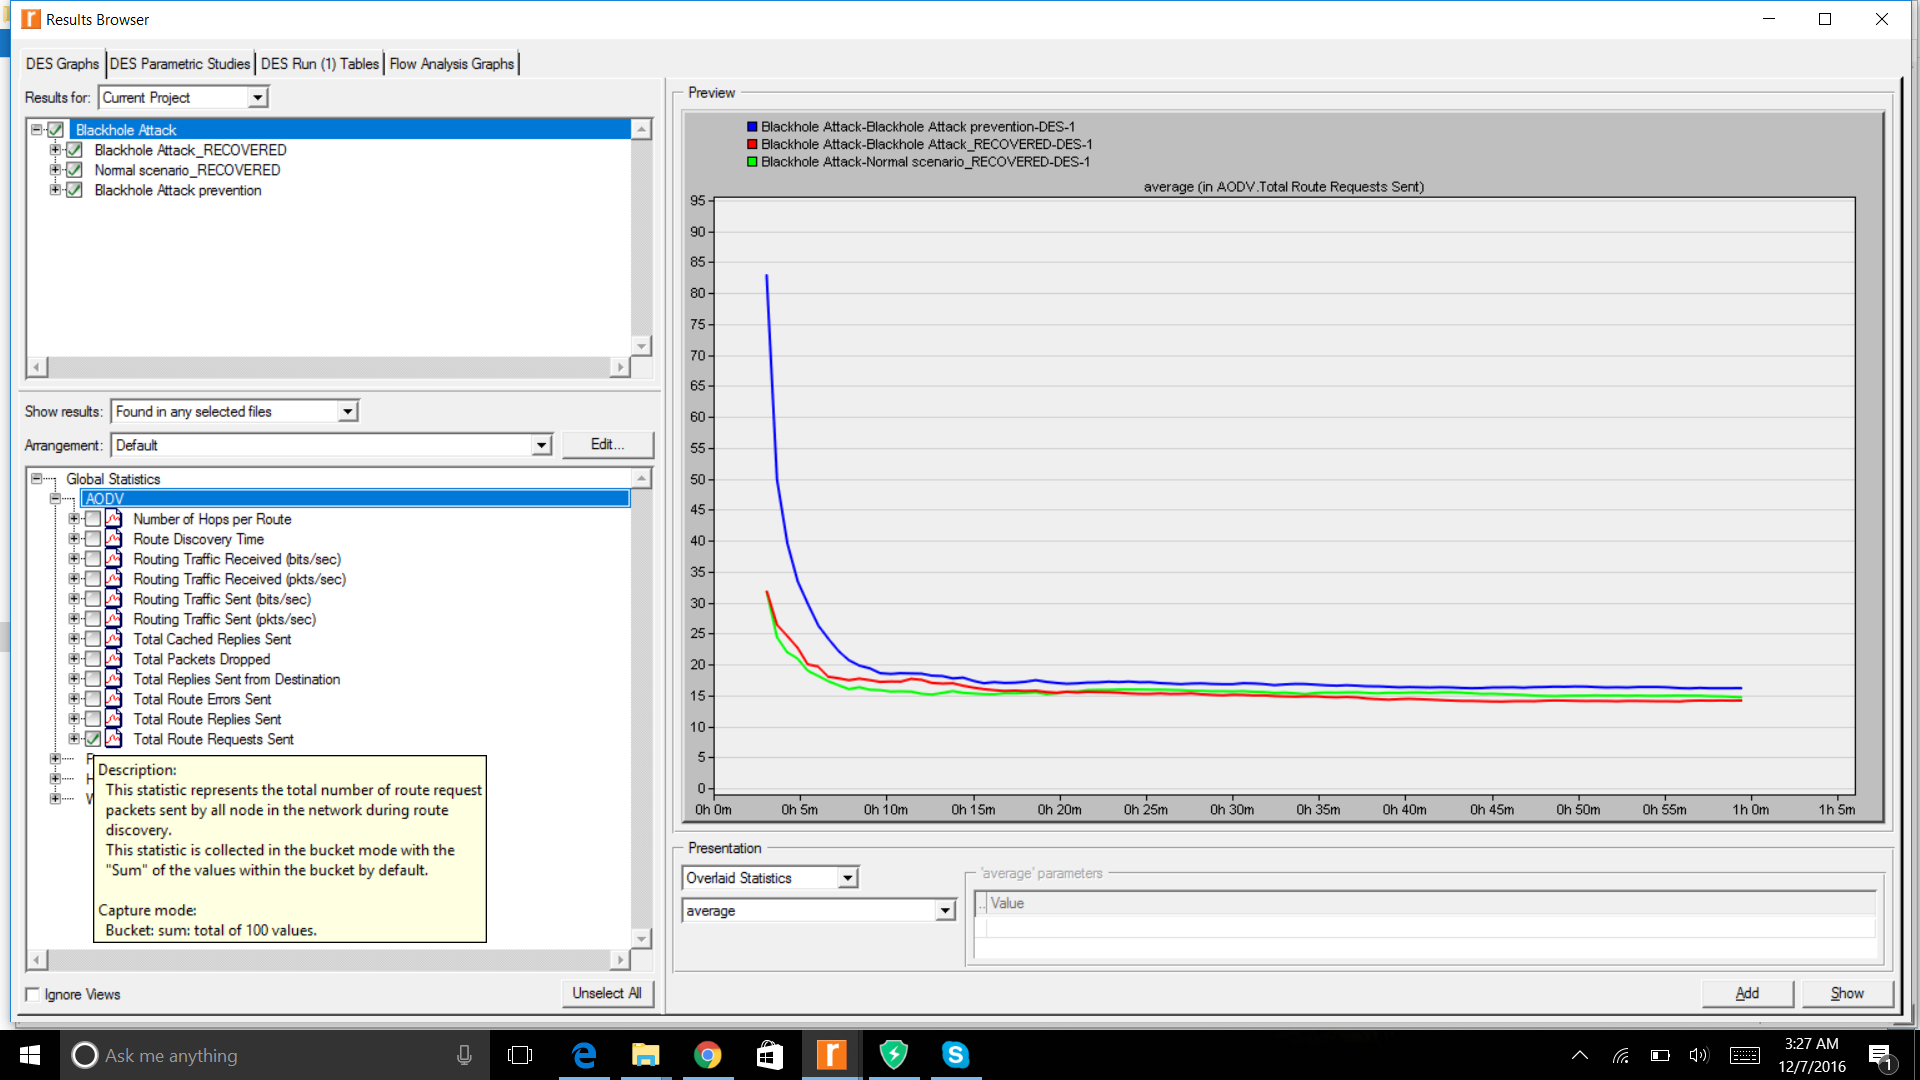 Results Browser
DES Graphs
DES Parametric Studies
DES Run (1) Tables
Flow Analysis Graphs
Results for:
Current Project
Blackhole Attack
Blackhole Attack_RECOVERED
Normal scenario_RECOVERED
Blackhole Attack prevention
Show results:
Found in any selected files
Arrangement:
Default
Edit...
Global Statistics
AODV
Number of Hops per Route
Route Discovery Time
Routing Traffic Received (bits/sec)
Routing Traffic Received (pkts/sec)
Routing Traffic Sent (bits/sec)
Routing Traffic Sent (pkts/sec)
Total Cached Replies Sent
Total Packets Dropped
Total Replies Sent from Destination
Total Route Errors Sent
Total Route Replies Sent
Total Route Requests Sent
Description:
This statistic represents the total number of route request
packets sent by all node in the network during route
discovery.
This statistic is collected in the bucket mode with the
"Sum" of the values within the bucket by default.
Capture mode:
Bucket: sum: total of 100 values.
Ignore Views
Unselect All
Preview
Blackhole Attack-Blackhole Attack prevention-DES-1
Blackhole Attack-Blackhole Attack_RECOVERED-DES-1
Blackhole Attack-Normal scenario_RECOVERED-DES-1
average (in AODV.Total Route Requests Sent)
95
90
85
80
75
70
65
60
55
50
45
40
35
30
25
20
15
10
5
0
0h 0m
0h 5m
0h 10m
0h 15m
0h 20m
0h 25m
0h 30m
0h 35m
0h 40m
0h 45m
0h 50m
0h 55m
1h 0m
1h 5m
Presentation
Overlaid Statistics
average
'average' parameters
.. Value
Add
Show
Ask me anything
3:27 AM
12/7/2016
1